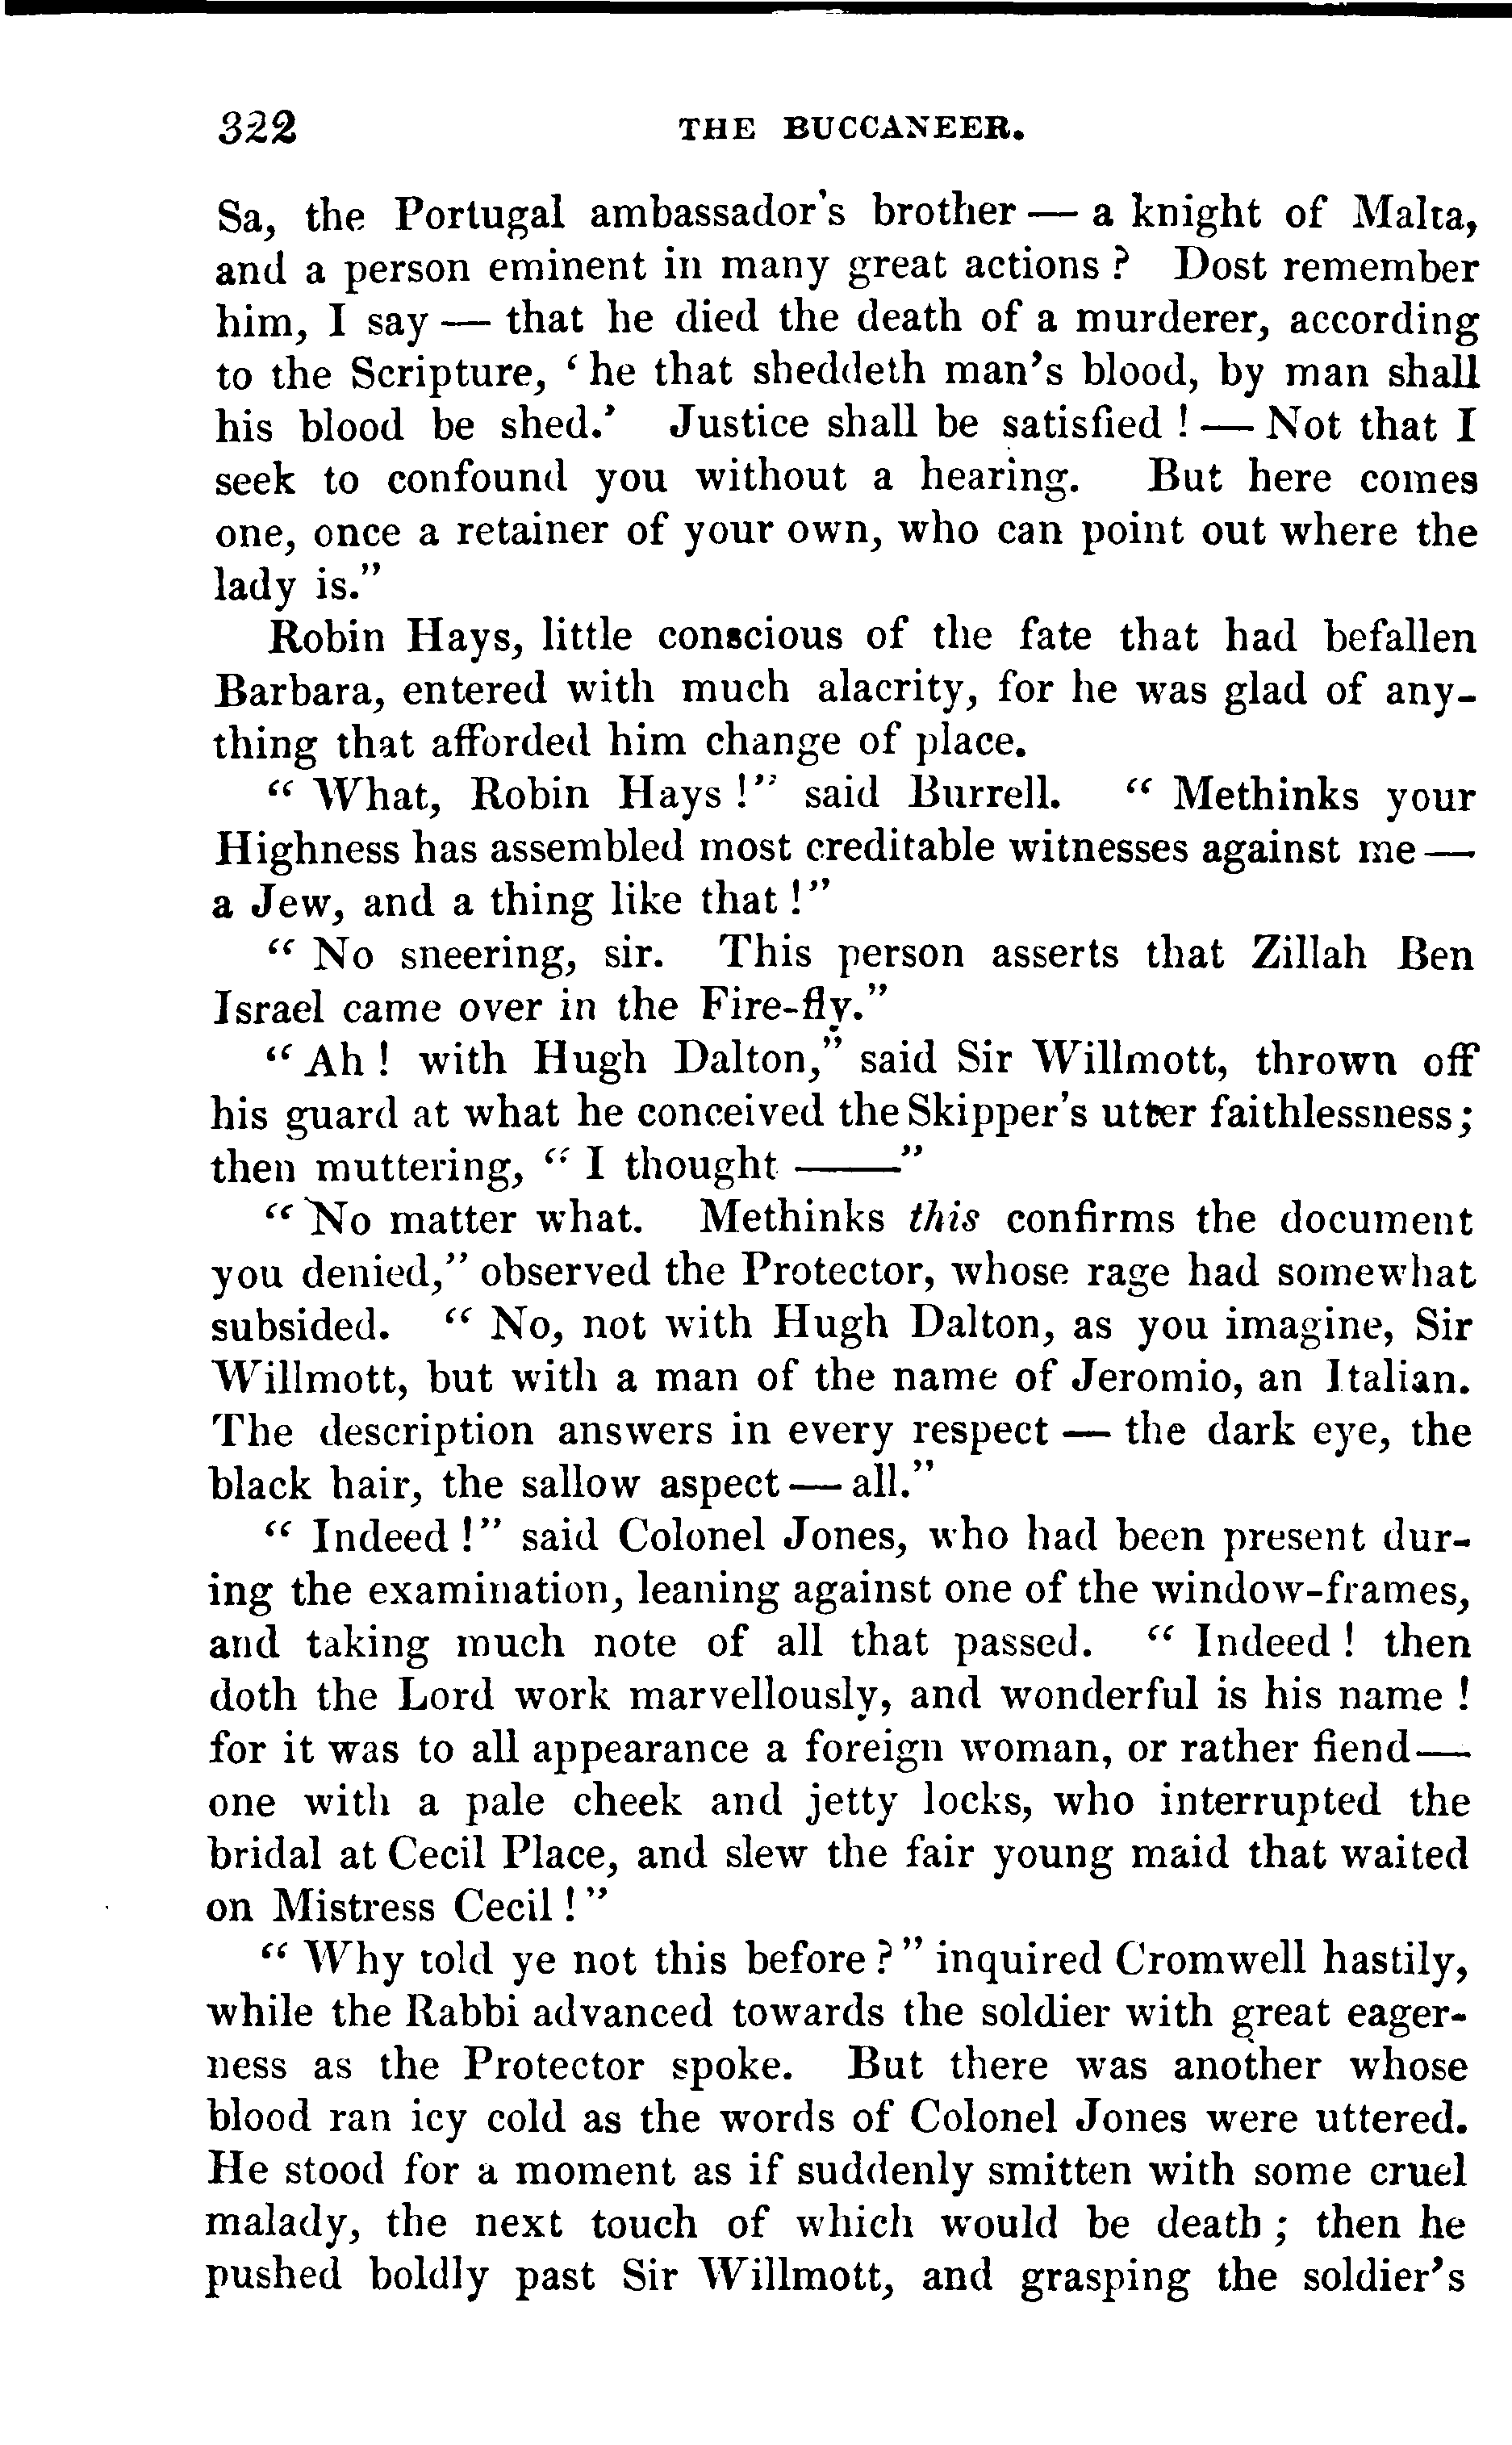 322 THE BUCCANEER.
Sa, the Portugal ambassador's brother — a knight of Malta,
and a person eminent in many great actions ? Dost remember
him, I say — that he died the death of a murderer, according
to the Scripture, ‘ he that sheddeth man's blood, by man shall
his blood be shed.’ Justice shall be satisfied ! — Not that I
seek to confound you without a hearing. But here comes
one, once a retainer of your own, who can point out where the
lady is.”
Robin Hays, little conscious of the fate that had befallen
Barbara, entered with much alacrity, for he was glad of any-
thing that afforded him change of place.
“ What, Robin Hays !” said Burrell. “ Methinks your
Highness has assembled most creditable witnesses against me —
a Jew, and a thing like that !”
“ No sneering, sir. This person asserts that Zillah Ben
Israel came over in the Fire-fly.”
“ Ah ! with Hugh Dalton,” said Sir Willmott, thrown off
his guard at what he conceived the Skipper's utter faithlessness ;
then muttering, “ I thought ——”
“ No matter what. Methinks this confirms the document
you denied,” observed the Protector, whose rage had somewhat
subsided. “ No, not with Hugh Dalton, as you imagine, Sir
Willmott, but with a man of the name of Jeromio, an Italian.
The description answers in every respect — the dark eye, the
black hair, the sallow aspect — all.”
“ Indeed !” said Colonel Jones, who had been present dur-
ing the examination, leaning against one of the window-frames,
and taking much note of all that passed. “ Indeed ! then
doth the Lord work marvellously, and wonderful is his name !
for it was to all appearance a foreign woman, or rather fiend —
one with a pale cheek and jetty locks, who interrupted the
bridal at Cecil Place, and slew the fair young maid that waited
on Mistress Cecil !”
“ Why told ye not this before ?” inquired Cromwell hastily,
while the Rabbi advanced towards the soldier with great eager-
ness as the Protector spoke. But there was another whose
blood ran icy cold as the words of Colonel Jones were uttered.
He stood for a moment as if suddenly smitten with some cruel
malady, the next touch of which would be death ; then he
pushed boldly past Sir Willmott, and grasping the soldier's